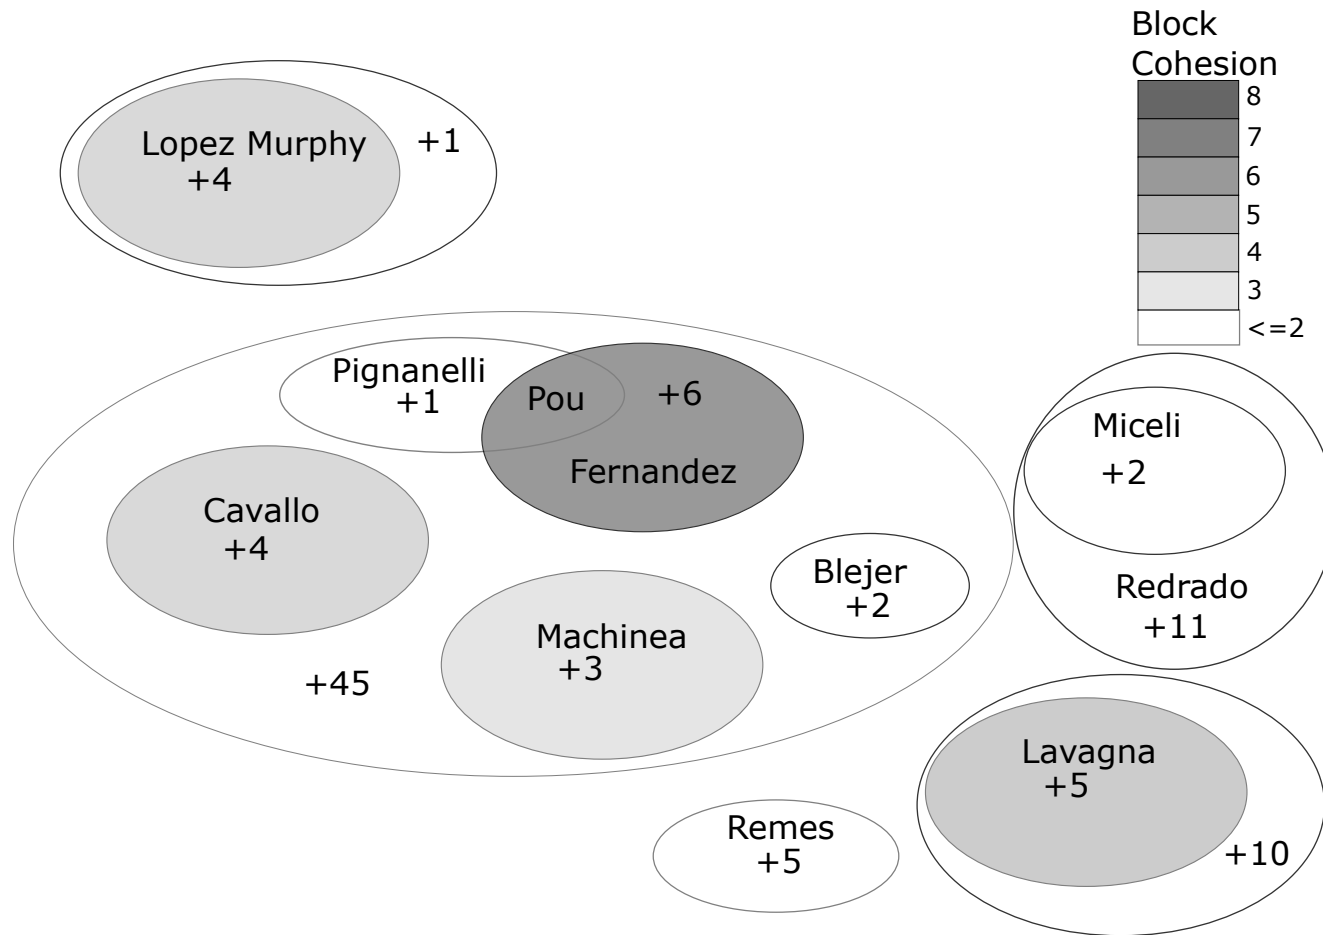 Block
Cohesion
8
7
6
5
4
3
<=2
Lopez Murphy
+4
+1
Pignanelli
+1
Pou
+6
Fernandez
Cavallo
+4
Blejer
+2
Machinea
+3
+45
Miceli
+2
Redrado
+11
Lavagna
+5
+10
Remes
+5